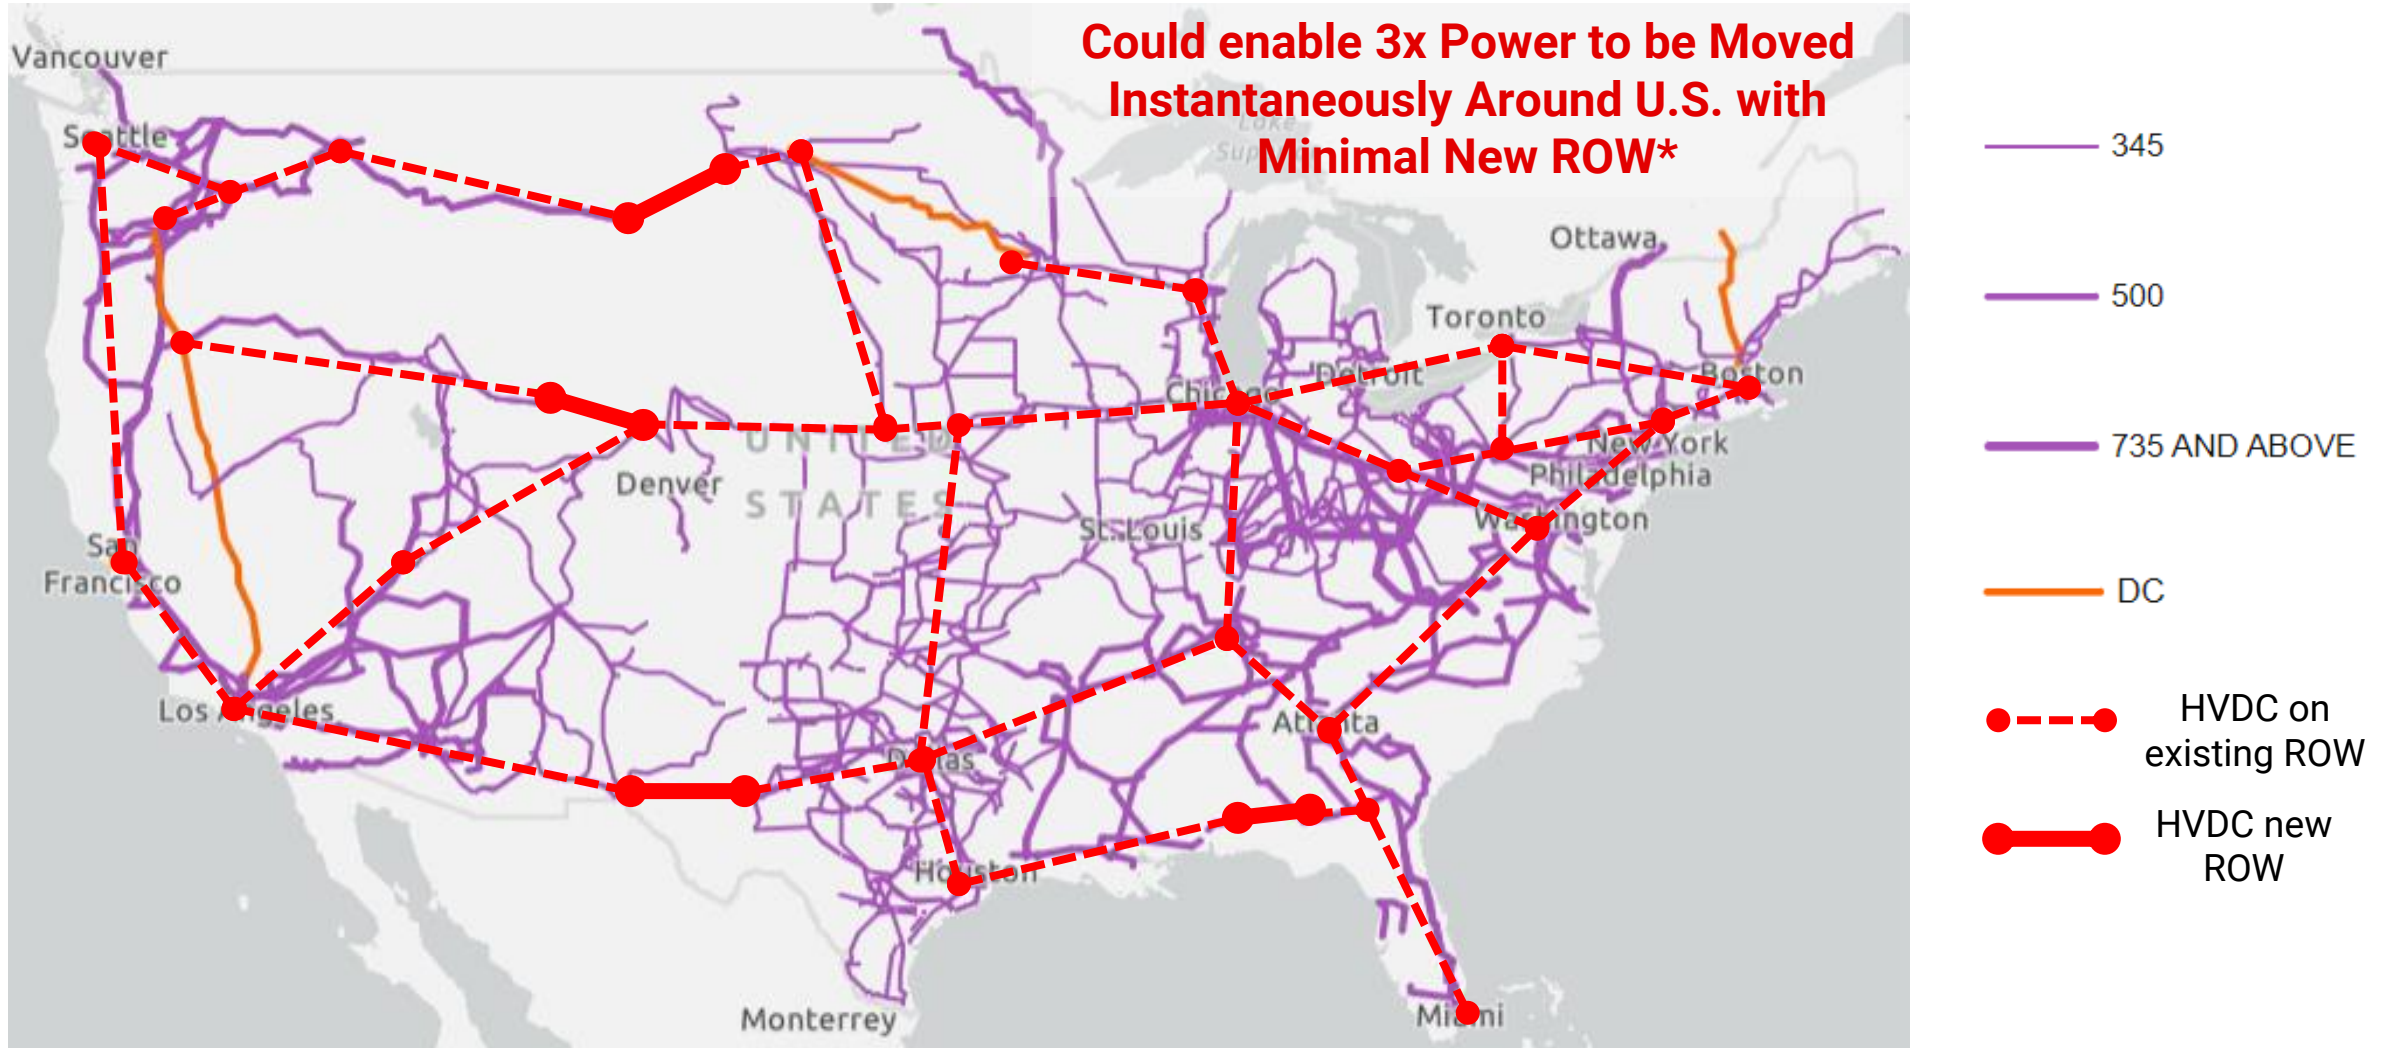 Could enable 3x Power to be Moved
Instantaneously Around U.S. with
Minimal New ROW*
Vancouver
Seattle
Lake
Superior
Ottawa
Toronto
Detroit
Boston
Chicago
New York
Philadelphia
UNITED
STATES
Denver
St. Louis
Washington
San
Francisco
Los Angeles
Atlanta
Dallas
Houston
Monterrey
Miami
345
500
735 AND ABOVE
DC
HVDC on
existing ROW
HVDC new
ROW